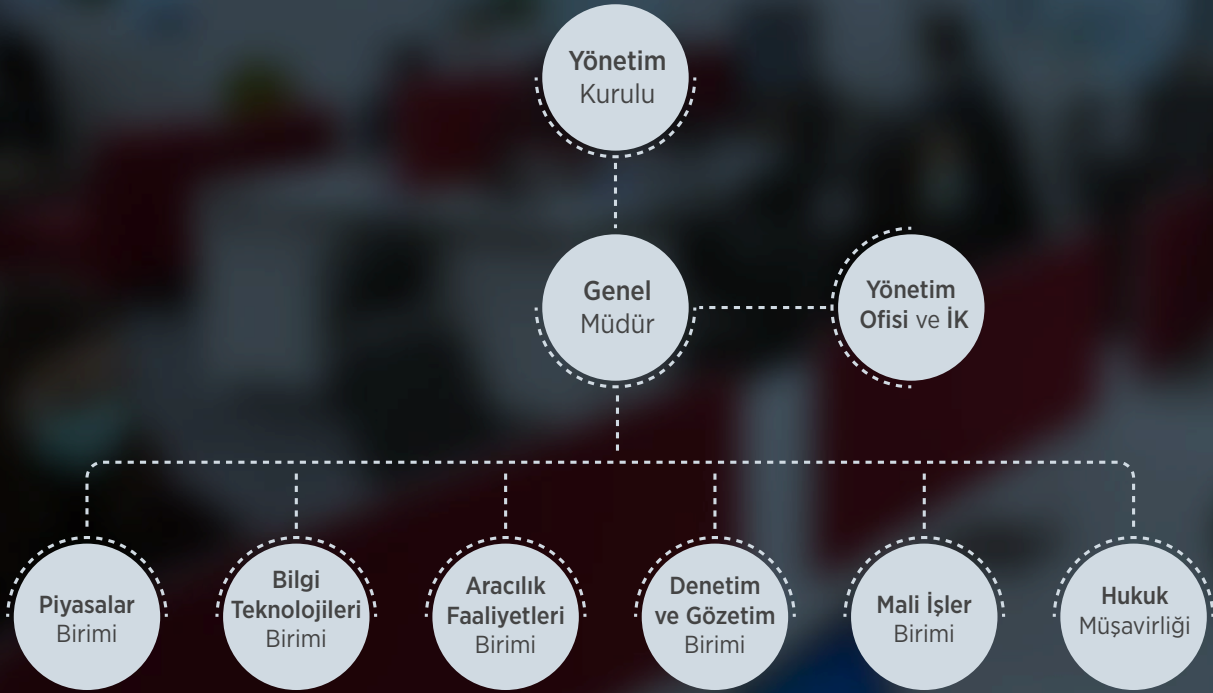 Yönetim
Kurulu
Genel
Müdür
Yönetim
Ofisi ve İK
Piyasalar
Birimi
Bilgi
Teknolojileri
Birimi
Aracılık
Faaliyetleri
Birimi
Denetim
ve Gözetim
Birimi
Mali İşler
Birimi
Hukuk
Müşavirliği